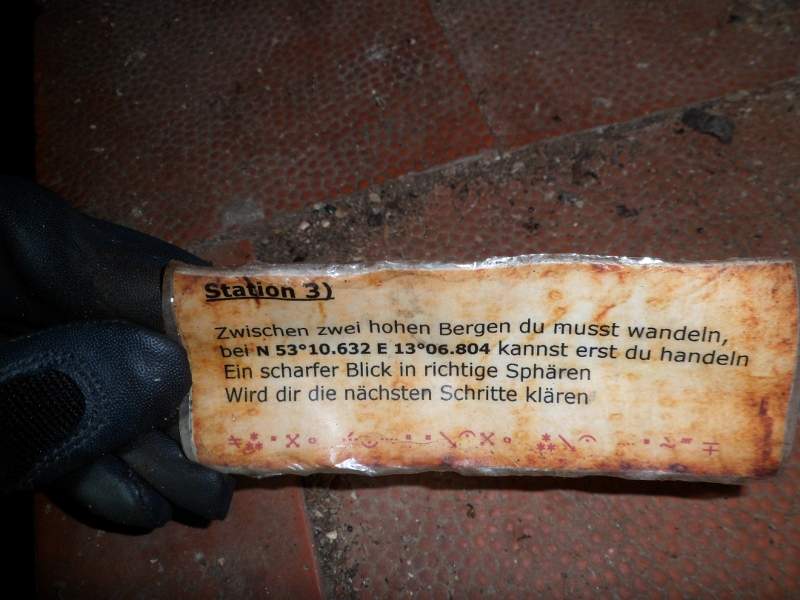 Station 3)
Zwischen zwei hohen Bergen du musst wandeln,
bei N 53°10.632 E 13°06.804 kannst erst du handeln
Ein scharfer Blick in richtige Sphären
Wird dir die nächsten Schritte klären